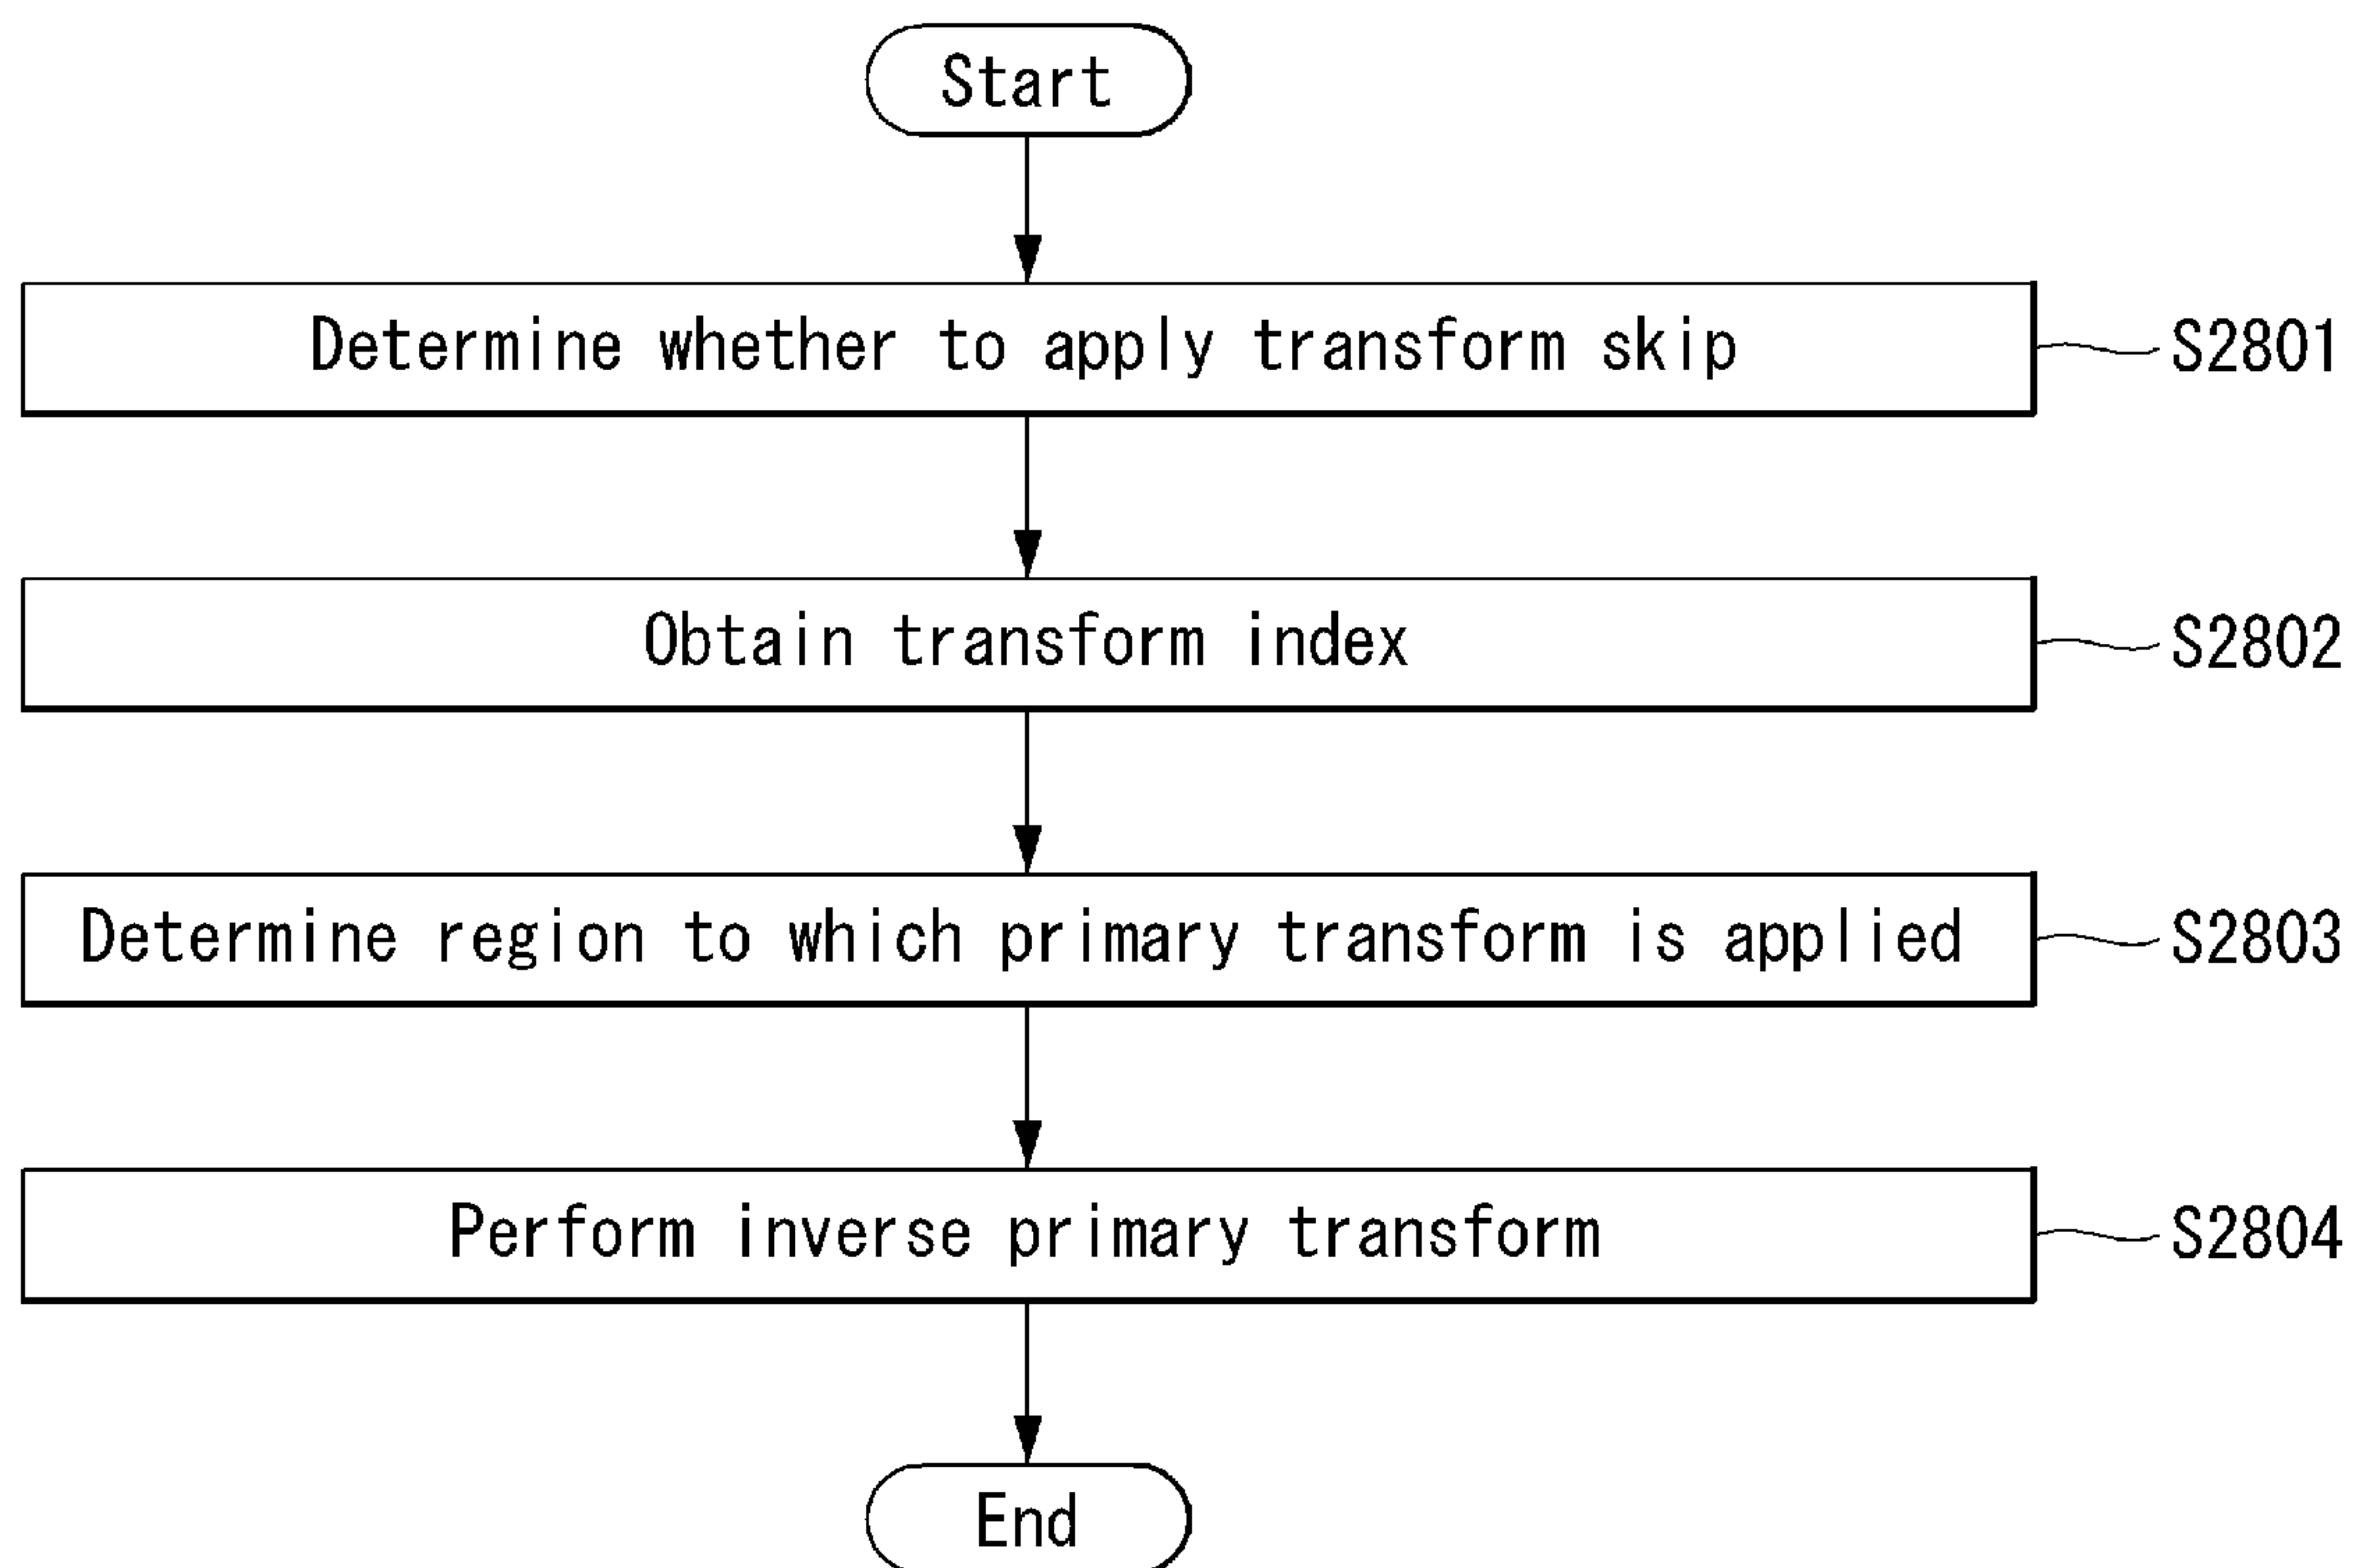 Start
Determine whether to apply transform skip
S2801
Obtain transform index
S2802
Determine region to which primary transform is applied
S2803
Perform inverse primary transform
S2804
End